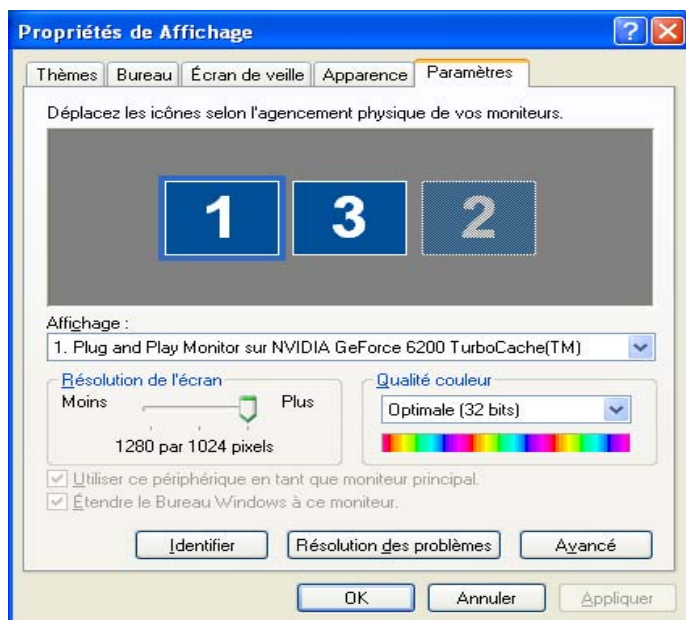 Propriétés de Affichage
Thèmes Bureau Écran de veille Apparence Paramètres
Déplacez les icônes selon l'agencement physique de vos moniteurs.
1 3 2
Affichage :
1. Plug and Play Monitor sur NVIDIA GeForce 6200 TurboCache(TM)
Résolution de l'écran
Moins Plus
1280 par 1024 pixels
Qualité couleur
Optimale (32 bits)
Utiliser ce périphérique en tant que moniteur principal.
Étendre le Bureau Windows à ce moniteur.
Identifier Résolution des problèmes Avancé
OK Annuler Appliquer